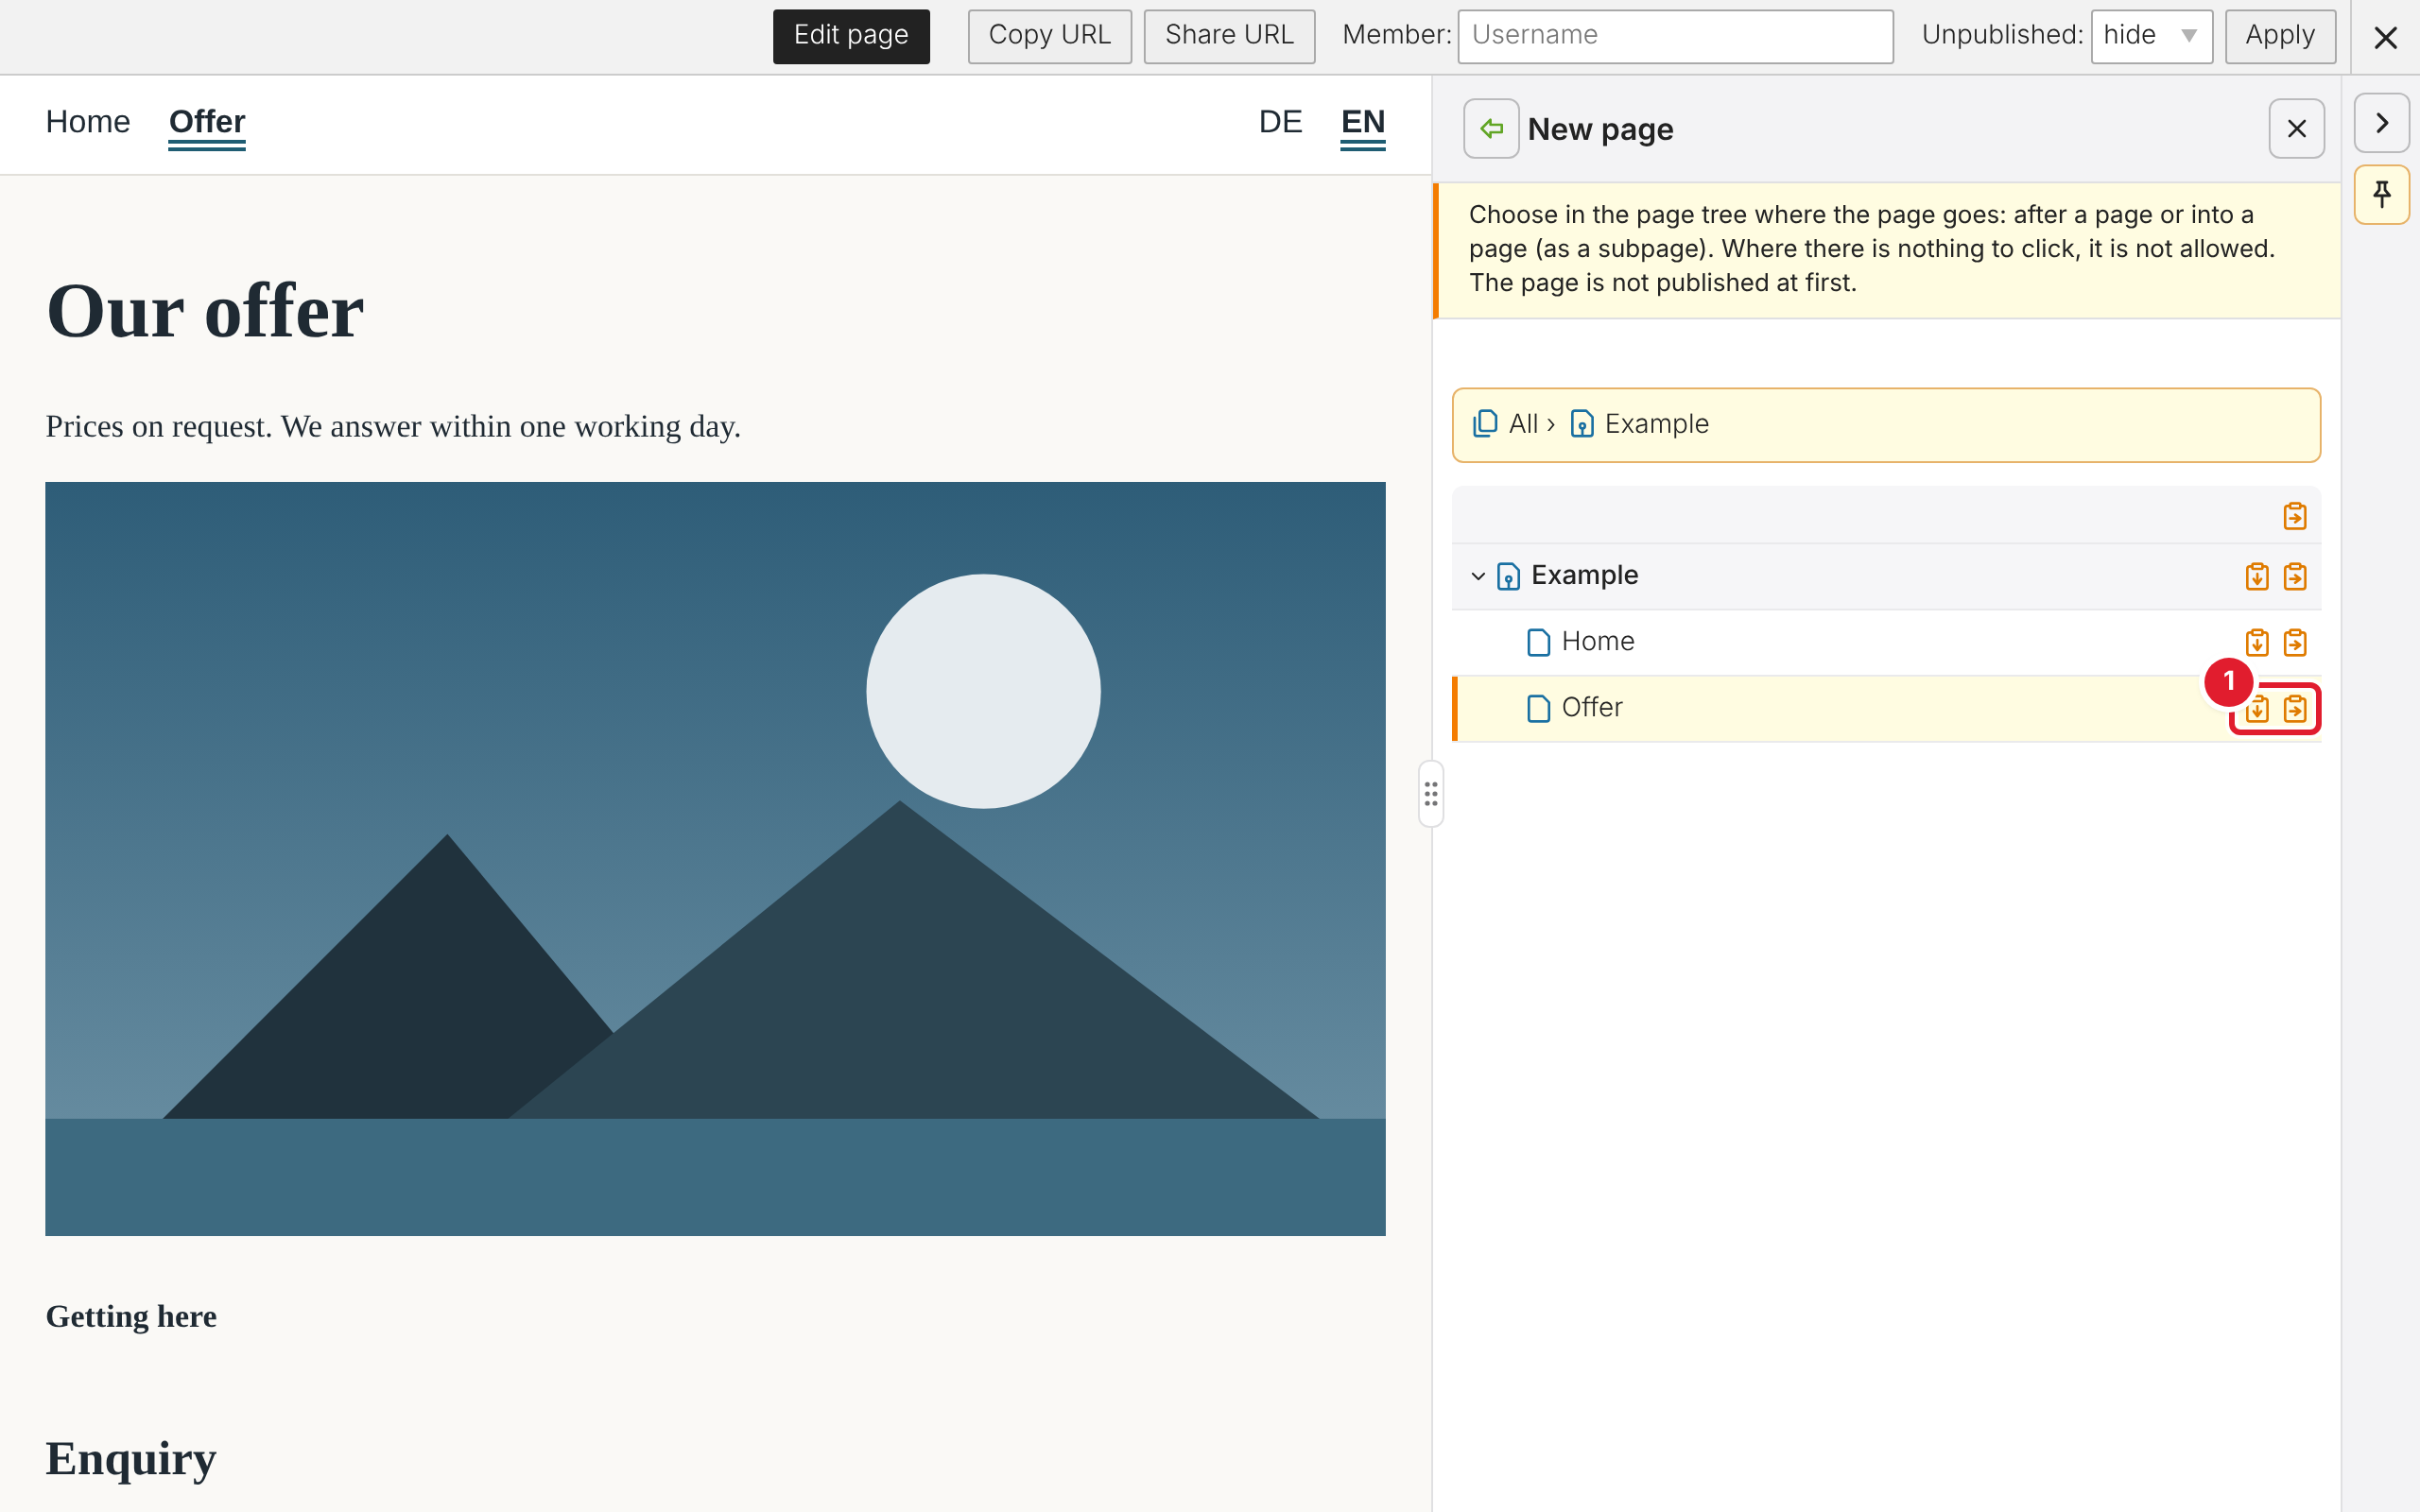 Edit page Copy URL Share URL Member: Username Unpublished: hide Apply
Home Offer DE EN
Our offer
Prices on request. We answer within one working day.
Getting here
Enquiry
New page
Choose in the page tree where the page goes: after a page or into a
page (as a subpage). Where there is nothing to click, it is not allowed.
The page is not published at first.
All › Example
Example
Home
Offer
1